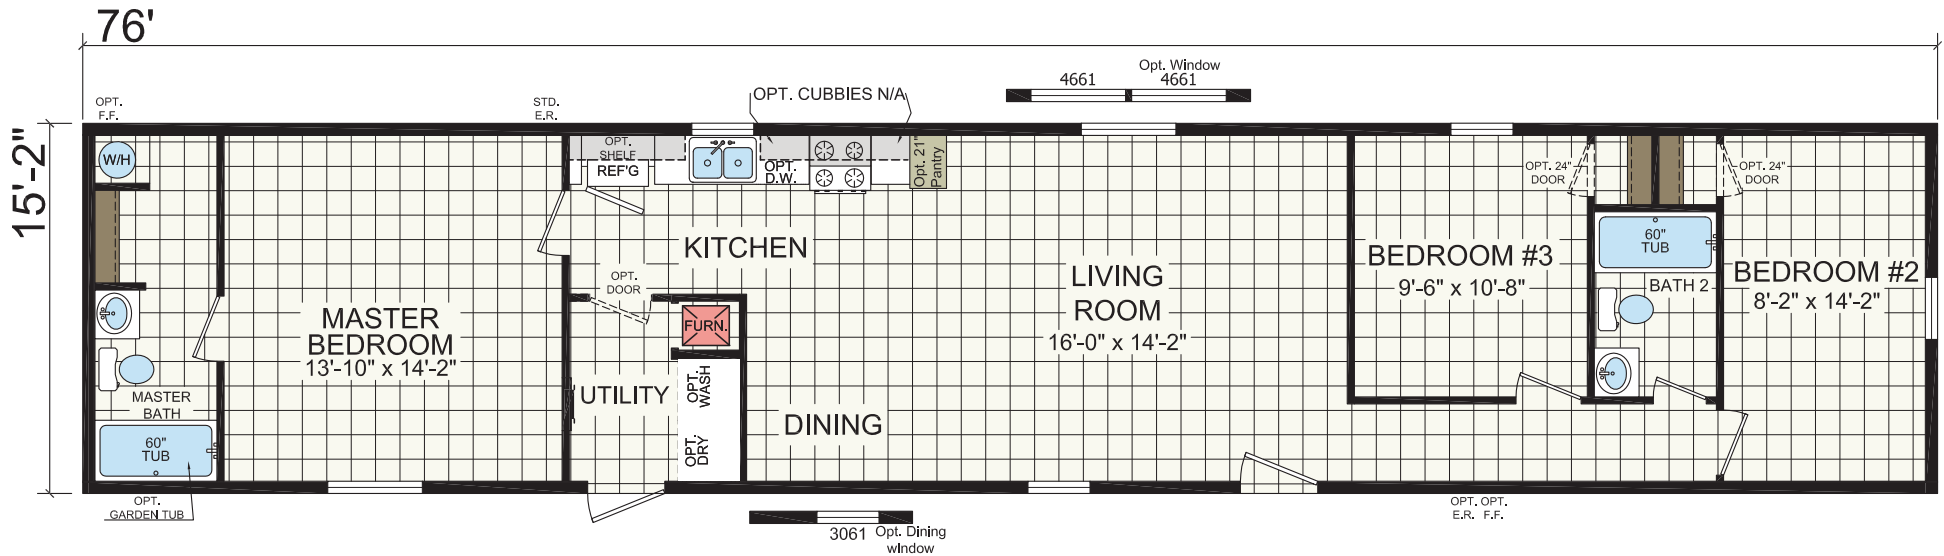 76'
15'-2"
OPT.
F.F.
STD.
E.R.
OPT. CUBBIES N/A
Opt. Window
4661
4661
W/H
OPT.
SHELF
REF'G
OPT.
D.W.
Opt. 21"
Pantry
OPT. 24"
DOOR
OPT. 24"
DOOR
KITCHEN
OPT.
DOOR
FURN.
MASTER
BEDROOM
13'-10" x 14'-2"
UTILITY
OPT.
WASH
OPT.
DRY
DINING
LIVING
ROOM
16'-0" x 14'-2"
BEDROOM #3
9'-6" x 10'-8"
60"
TUB
BATH 2
BEDROOM #2
8'-2" x 14'-2"
MASTER
BATH
60"
TUB
OPT.
GARDEN TUB
3061
Opt. Dining
window
OPT. OPT.
E.R. F.F.